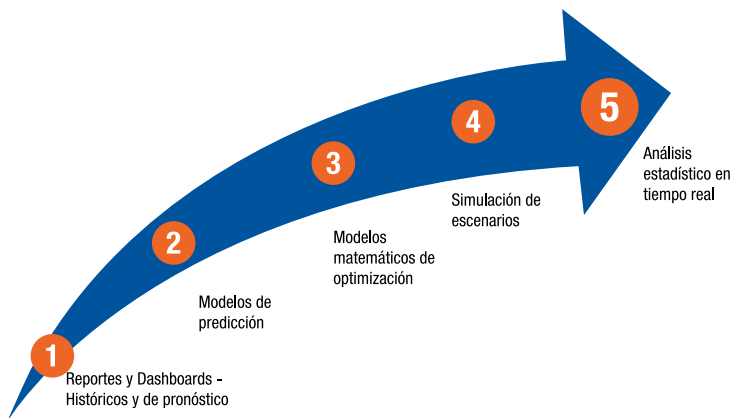 1
Reportes y Dashboards -
Históricos y de pronóstico
2
Modelos de
predicción
3
Modelos
matemáticos de
optimización
4
Simulación de
escenarios
5
Análisis
estadístico en
tiempo real